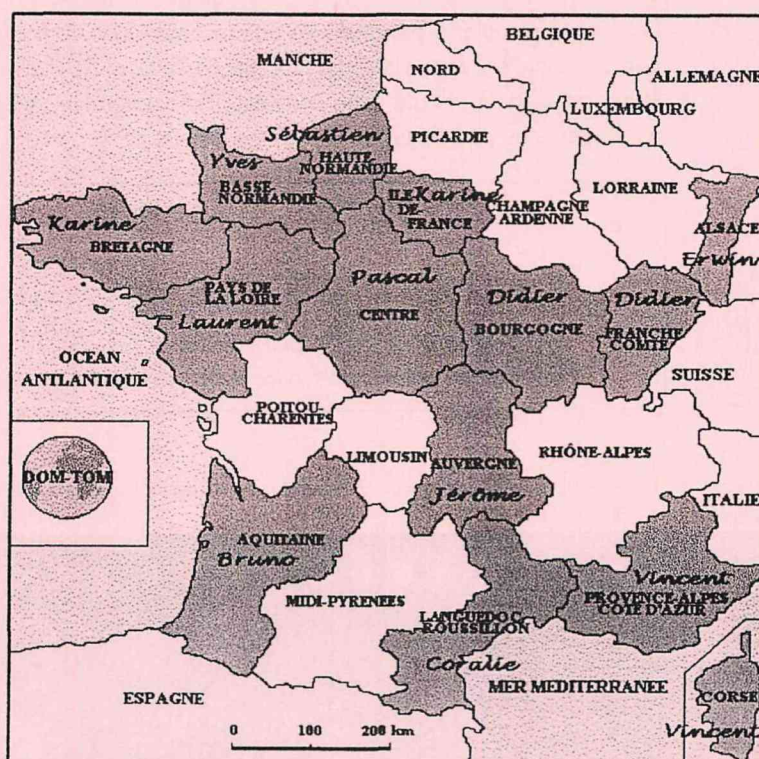 BELGIQUE
MANCHE
NORD
ALLEMAGNE
LUXEMBOURG
Sébastien
PICARDIE
Yves
HAUTE-
NORMANDIE
BASSE-
NORMANDIE
ILE
DE
FRANCE
Karine
CHAMPAGNE
ARDENNE
LORRAINE
ALSACE
Erwin
Karine
BRETAGNE
PAYS DE
LA LOIRE
Laurent
Pascal
CENTRE
Didier
BOURGOGNE
Didier
FRANCHE
COMTE
SUISSE
OCEAN
ANTLANTIQUE
POITOU-
CHARENTES
LIMOUSIN
AUVERGNE
Jérôme
RHÔNE-ALPES
DOM-TOM
ITALIE
AQUITAINE
Bruno
MIDI-PYRENEES
LANGUEDOC
ROUSSILLON
Coralie
Vincent
PROVENCE-ALPES
COTE D'AZUR
MER MEDITERRANEE
CORSE
Vincent
ESPAGNE
0 100 200 km